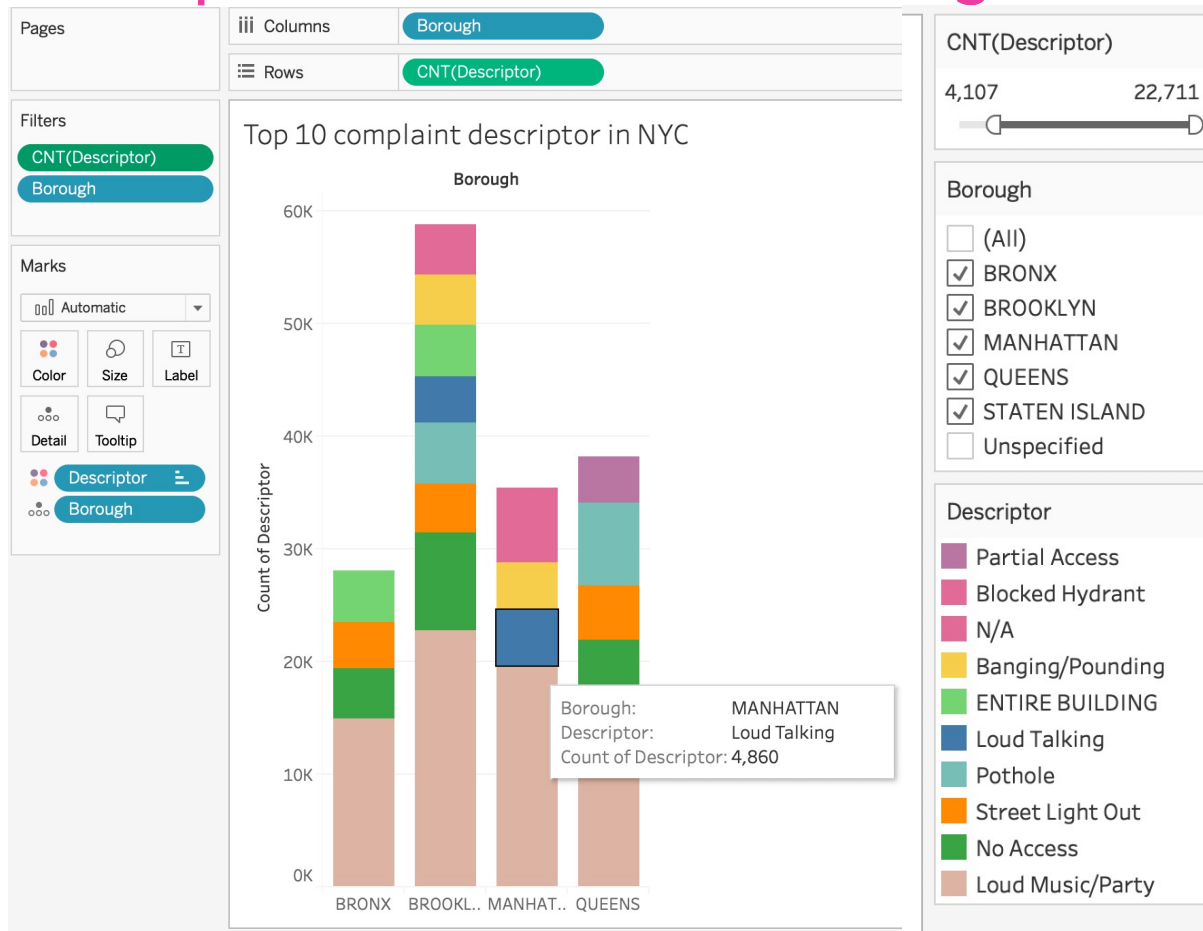 Pages
Columns
Borough
Rows
CNT(Descriptor)
Filters
CNT(Descriptor)
Borough
Marks
Automatic
Color
Size
T
Label
Detail
Tooltip
Descriptor
Borough
Top 10 complaint descriptor in NYC
Borough
60K
50K
40K
30K
20K
10K
0K
Count of Descriptor
BRONX
BROOKL..
MANHAT..
QUEENS
Borough: MANHATTAN
Descriptor: Loud Talking
Count of Descriptor: 4,860
CNT(Descriptor)
4,107 22,711
Borough
(All)
BRONX
BROOKLYN
MANHATTAN
QUEENS
STATEN ISLAND
Unspecified
Descriptor
Partial Access
Blocked Hydrant
N/A
Banging/Pounding
ENTIRE BUILDING
Loud Talking
Pothole
Street Light Out
No Access
Loud Music/Party